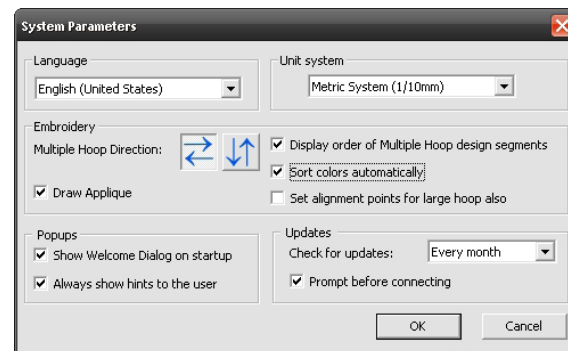 System Parameters
Language
English (United States)
Unit system
Metric System (1/10mm)
Embroidery
Multiple Hoop Direction:
Draw Applique
Display order of Multiple Hoop design segments
Sort colors automatically
Set alignment points for large hoop also
Popups
Show Welcome Dialog on startup
Always show hints to the user
Updates
Check for updates:
Every month
Prompt before connecting
OK
Cancel